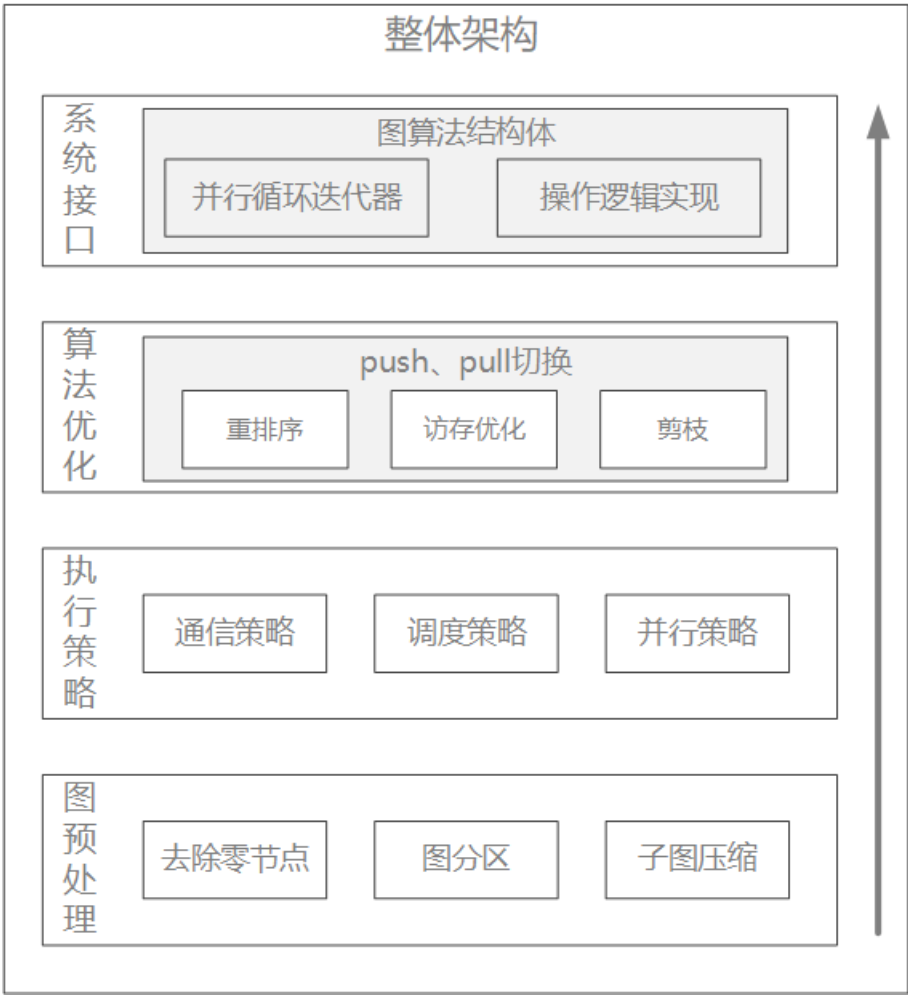 整体架构
系统接口
图算法结构体
并行循环迭代器
操作逻辑实现
算法优化
push、pull切换
重排序
访存优化
剪枝
执行策略
通信策略
调度策略
并行策略
图预处理
去除零节点
图分区
子图压缩